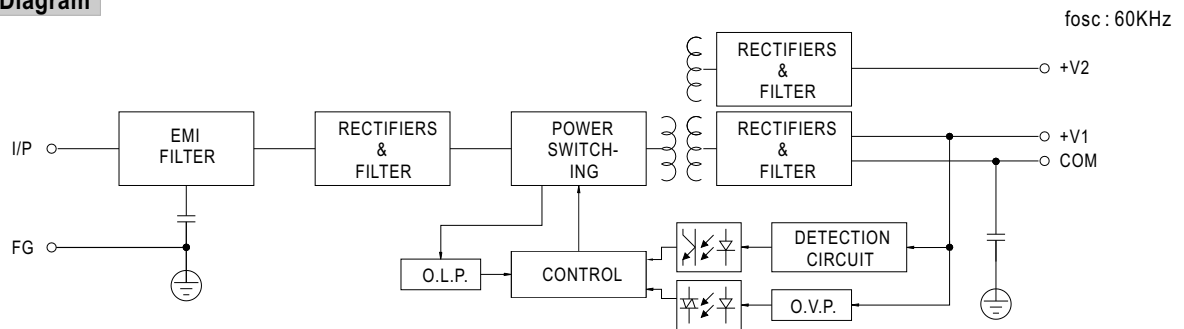 Diagram
fosc : 60KHz
RECTIFIERS
&
FILTER
+V2
I/P
EMI
FILTER
RECTIFIERS
&
FILTER
POWER
SWITCH-
ING
RECTIFIERS
&
FILTER
+V1
COM
FG
O.L.P.
CONTROL
DETECTION
CIRCUIT
O.V.P.